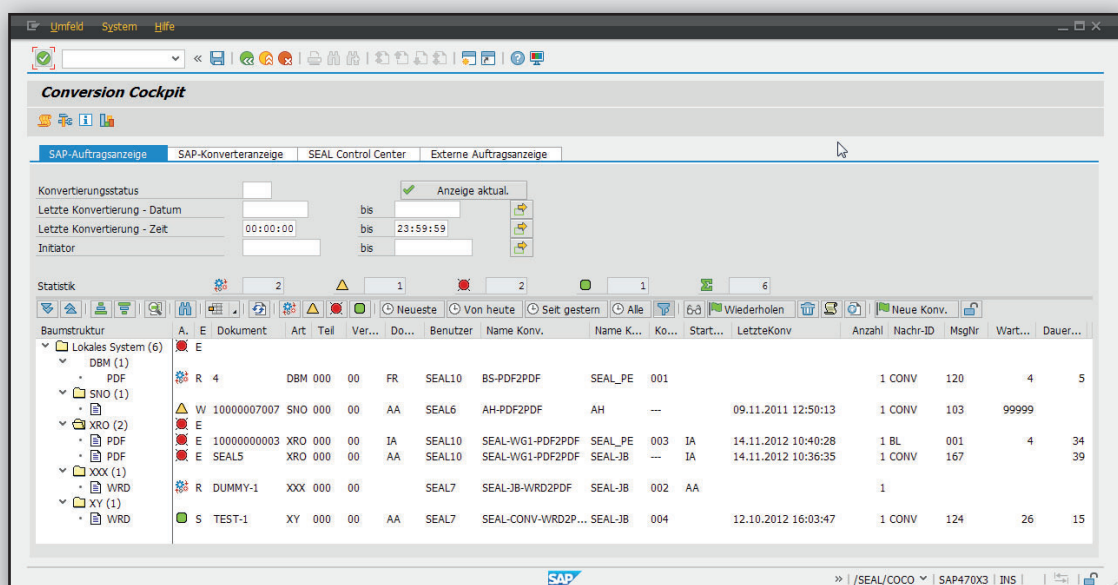 Umfeld System Hilfe
Conversion Cockpit
SAP-Auftragsanzeige SAP-Konverteranzeige SEAL Control Center Externe Auftragsanzeige
Konvertierungsstatus Anzeige aktual.
Letzte Konvertierung - Datum bis
Letzte Konvertierung - Zeit 00:00:00 bis 23:59:59
Initiator bis
Statistik 2 1 2 1 6
Neueste Von heute Seit gestern Alle Wiederholen Neue Konv.
Baumstruktur A. E Dokument Art Teil Ver... Do... Benutzer Name Konv. Name K... Ko... Start... LetzteKonv Anzahl Nachr-ID MsgNr Wart... Dauer...
Lokales System (6) E
DBM (1)
PDF R 4 DBM 000 00 FR SEAL10 BS-PDF2PDF SEAL_PE 001 1 CONV 120 4 5
SNO (1)
W 10000007007 SNO 000 00 AA SEAL6 AH-PDF2PDF AH --- 09.11.2011 12:50:13 1 CONV 103 99999
XRO (2) E
PDF E 10000000003 XRO 000 00 IA SEAL10 SEAL-WG1-PDF2PDF SEAL_PE 003 IA 14.11.2012 10:40:28 1 BL 001 4 34
PDF E SEAL5 XRO 000 00 AA SEAL10 SEAL-WG1-PDF2PDF SEAL-JB --- IA 14.11.2012 10:36:35 1 CONV 167 39
XXX (1)
WRD R DUMMY-1 XXX 000 00 SEAL7 SEAL-JB-WRD2PDF SEAL-JB 002 AA 1
XY (1)
WRD S TEST-1 XY 000 00 AA SEAL7 SEAL-CONV-WRD2P... SEAL-JB 004 12.10.2012 16:03:47 1 CONV 124 26 15
SAP » /SEAL/COCO SAP470X3 INS